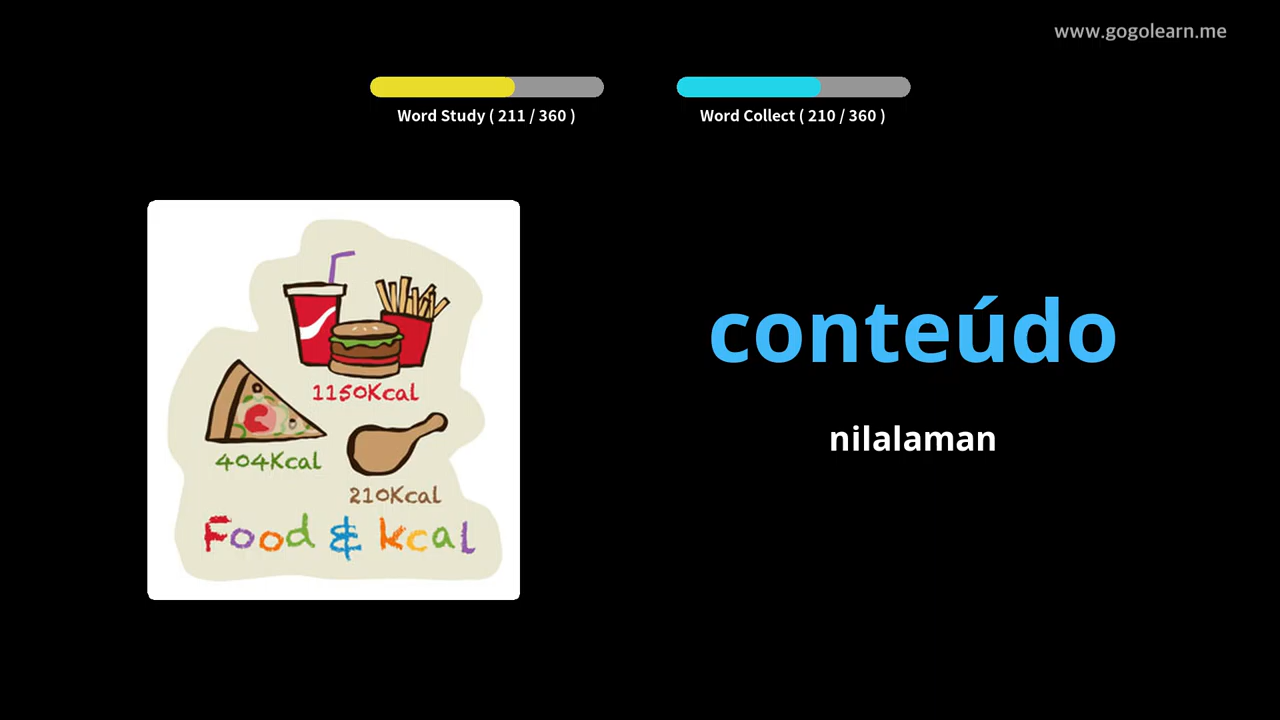 www.gogolearn.me
Word Study ( 211 / 360 )
Word Collect ( 210 / 360 )
1150Kcal
404Kcal
210Kcal
Food & kcal
conteúdo
nilalaman